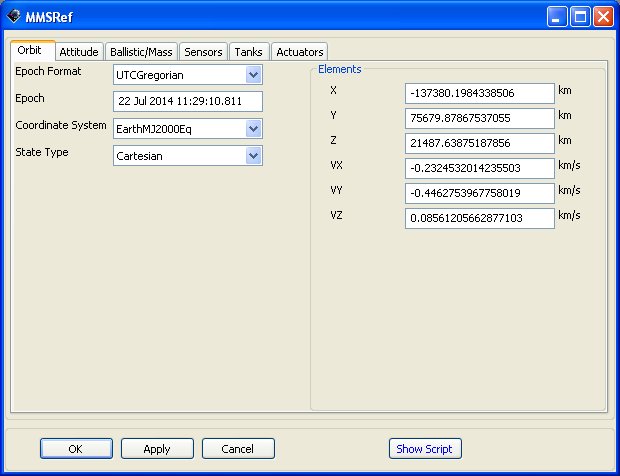 MMSRef
Orbit Attitude Ballistic/Mass Sensors Tanks Actuators
Epoch Format UTCGregorian
Epoch 22 Jul 2014 11:29:10.811
Coordinate System EarthMJ2000Eq
State Type Cartesian
Elements
X -137380.1984338506 km
Y 75679.87867537055 km
Z 21487.63875187856 km
VX -0.2324532014235503 km/s
VY -0.4462753967758019 km/s
VZ 0.08561205662877103 km/s
OK Apply Cancel Show Script